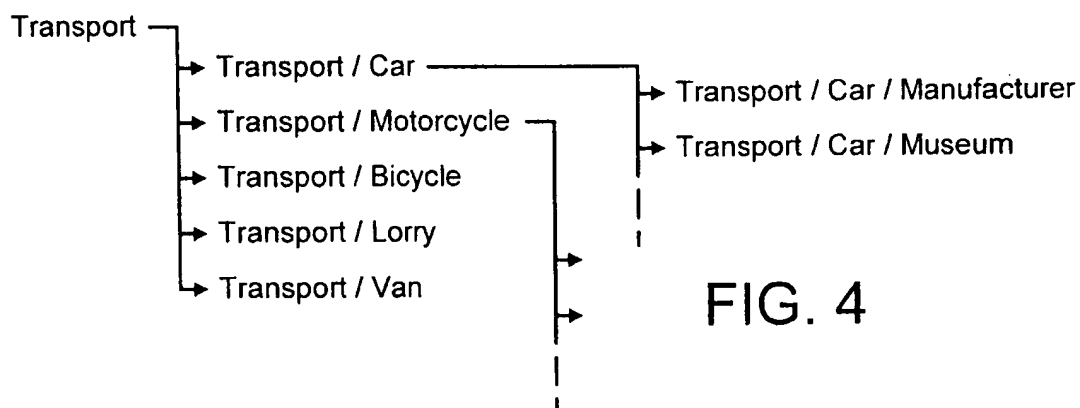 Transport
Transport / Car
Transport / Car / Manufacturer
Transport / Motorcycle
Transport / Car / Museum
Transport / Bicycle
Transport / Lorry
Transport / Van
FIG. 4